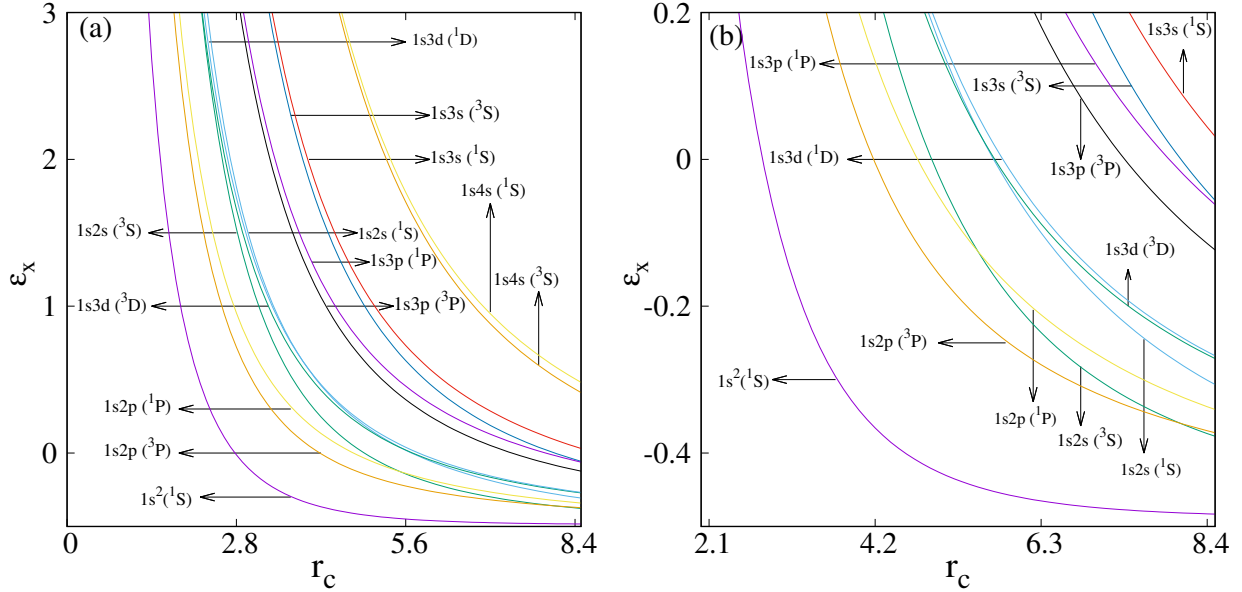 (a)
3
2
1
0
εx
0 2.8 5.6 8.4
r_c
1s3d (¹D)
1s3s (³S)
1s3s (¹S)
1s4s (¹S)
1s2s (³S)
1s2s (¹S)
1s3p (¹P)
1s4s (³S)
1s3d (³D)
1s3p (³P)
1s2p (¹P)
1s2p (³P)
1s²(¹S)
(b)
0.2
0
-0.2
-0.4
εx
2.1 4.2 6.3 8.4
r_c
1s3s (¹S)
1s3p (¹P)
1s3s (³S)
1s3d (¹D)
1s3p (³P)
1s3d (³D)
1s2p (³P)
1s²(¹S)
1s2p (¹P)
1s2s (³S)
1s2s (¹S)